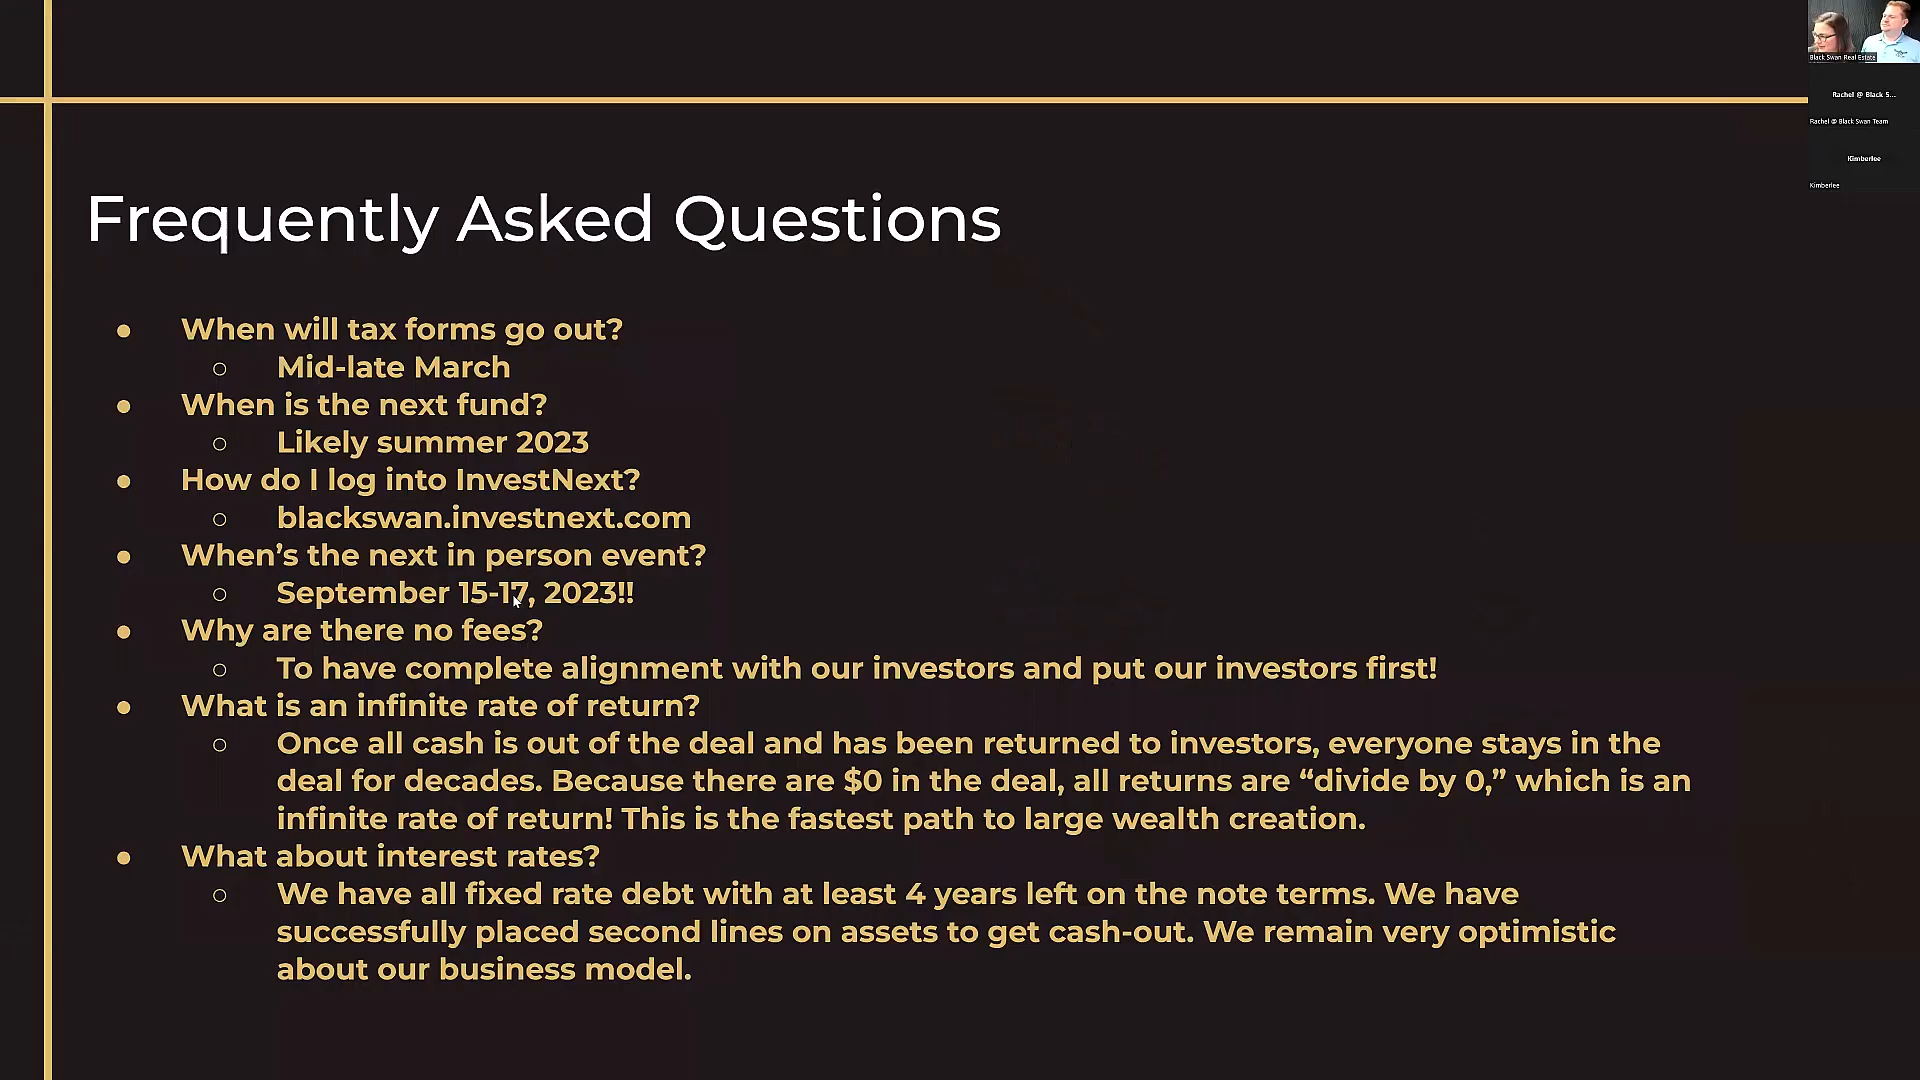 Frequently Asked Questions
● When will tax forms go out?
○ Mid-late March
● When is the next fund?
○ Likely summer 2023
● How do I log into InvestNext?
○ blackswan.investnext.com
● When’s the next in person event?
○ September 15-17, 2023!!
● Why are there no fees?
○ To have complete alignment with our investors and put our investors first!
● What is an infinite rate of return?
○ Once all cash is out of the deal and has been returned to investors, everyone stays in the
deal for decades. Because there are $0 in the deal, all returns are “divide by 0,” which is an
infinite rate of return! This is the fastest path to large wealth creation.
● What about interest rates?
○ We have all fixed rate debt with at least 4 years left on the note terms. We have
successfully placed second lines on assets to get cash-out. We remain very optimistic
about our business model.
Black Swan Real Estate
Rachel @ Black S...
Rachel @ Black Swan Team
Kimberlee
Kimberlee